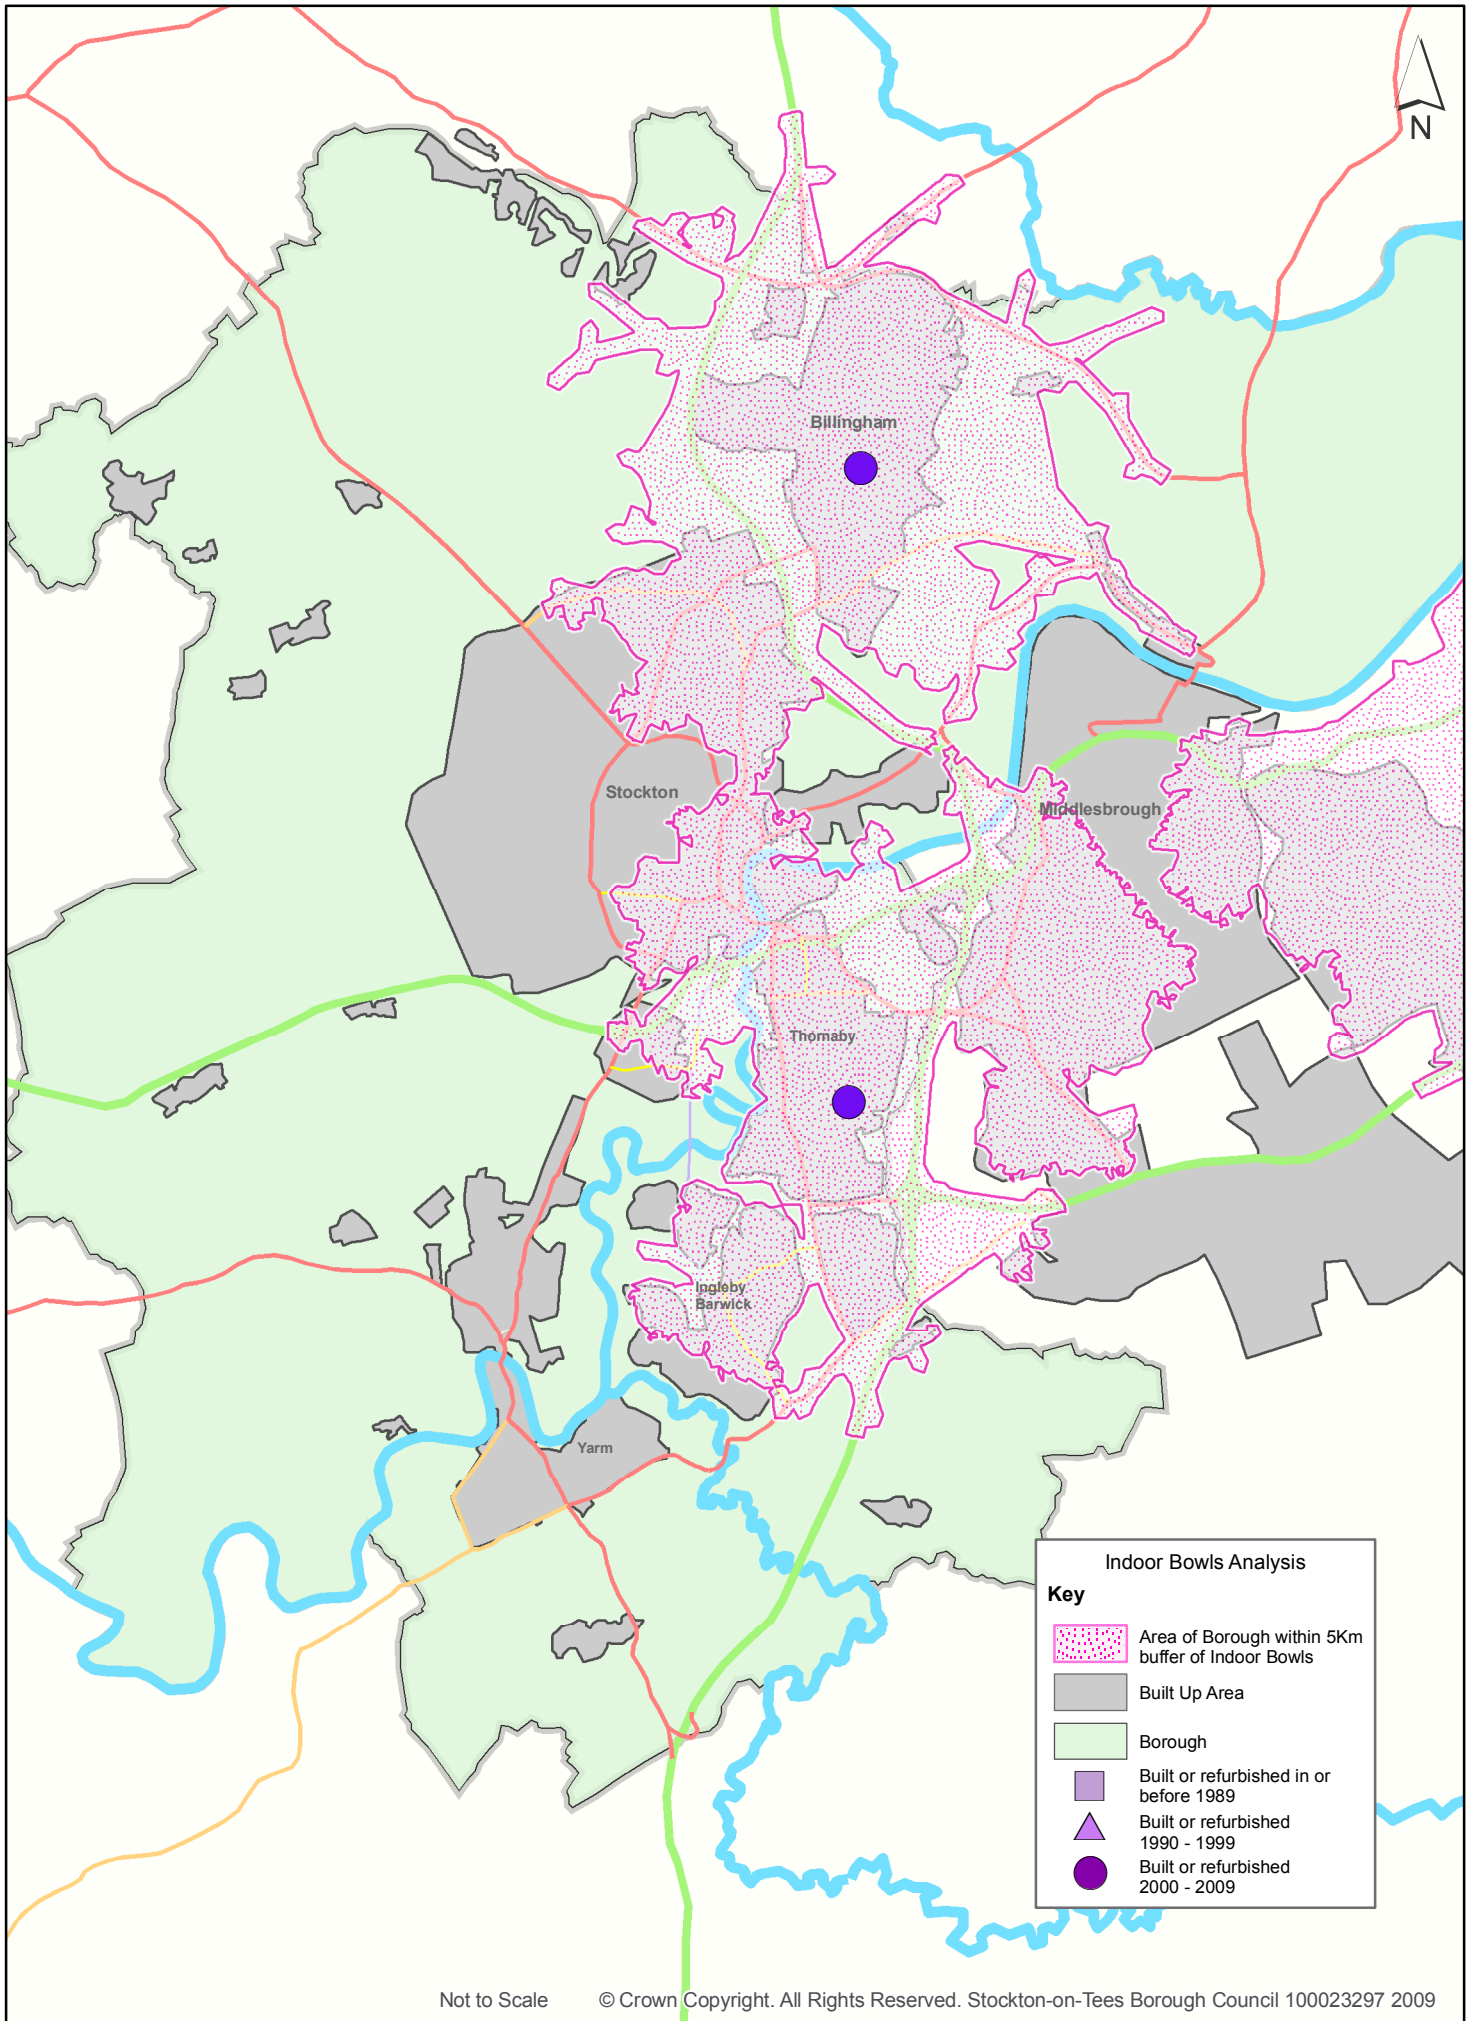 N
Billingham
Stockton
Middlesbrough
Thornaby
Ingleby
Barwick
Yarm
Indoor Bowls Analysis
Key
Area of Borough within 5Km
buffer of Indoor Bowls
Built Up Area
Borough
Built or refurbished in or
before 1989
Built or refurbished
1990 - 1999
Built or refurbished
2000 - 2009
Not to Scale © Crown Copyright. All Rights Reserved. Stockton-on-Tees Borough Council 100023297 2009